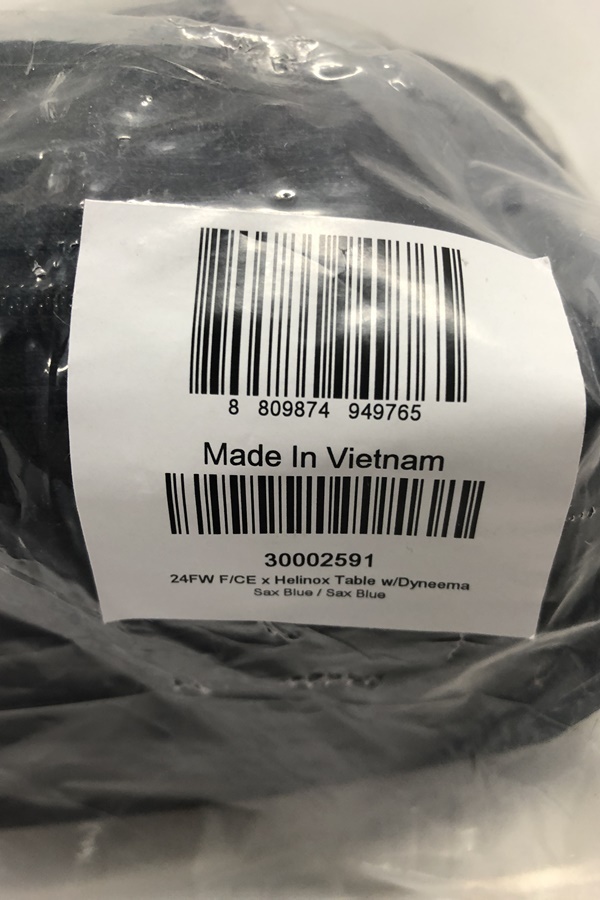 8 809874 949765
Made In Vietnam
30002591
24FW F/CE x Helinox Table w/Dyneema
Sax Blue / Sax Blue